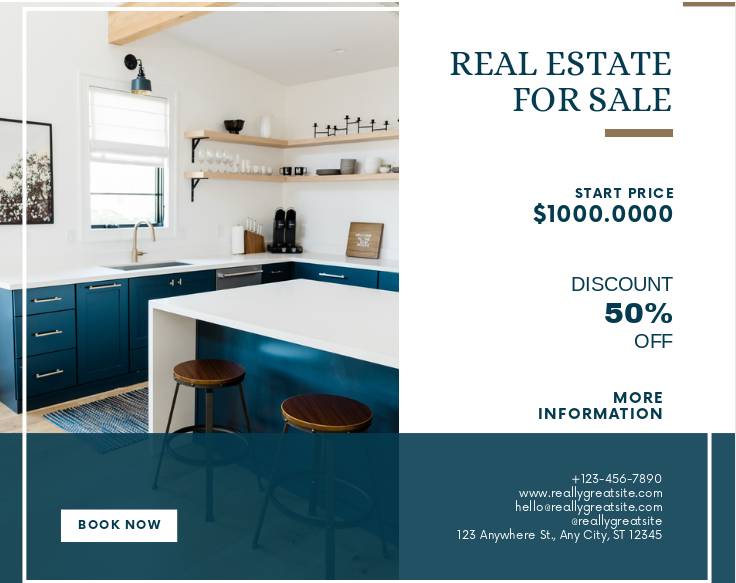 REAL ESTATE
FOR SALE
START PRICE
$1000.0000
DISCOUNT
50%
OFF
MORE
INFORMATION
+123-456-7890
www.reallygreatsite.com
hello@reallygreatsite.com
@reallygreatsite
123 Anywhere St., Any City, ST 12345
BOOK NOW